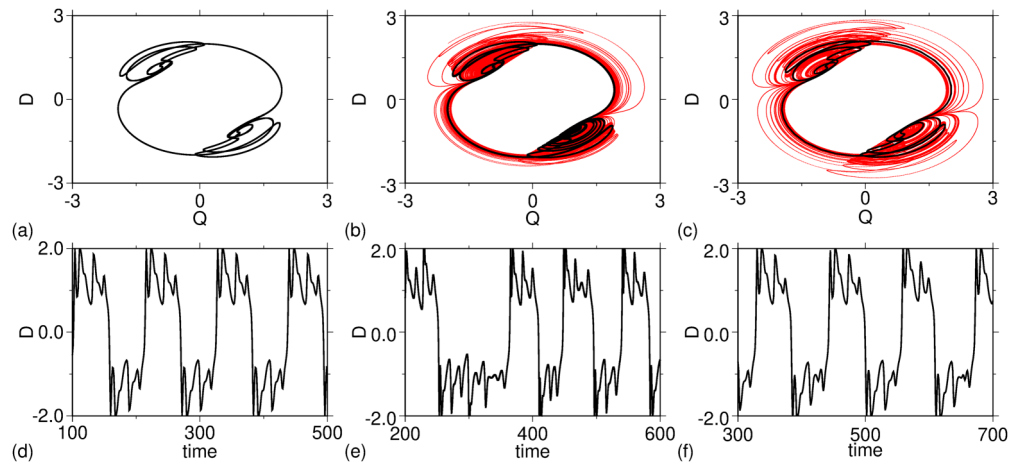 3 3 3
D 0 D 0 D 0
-3 -3 -3
-3 0 3 -3 0 3 -3 0 3
(a) Q (b) Q (c) Q
2.0 2.0 2.0
D 0.0 D 0.0 D 0.0
-2.0 -2.0 -2.0
100 300 500 200 400 600 300 500 700
(d) time (e) time (f) time